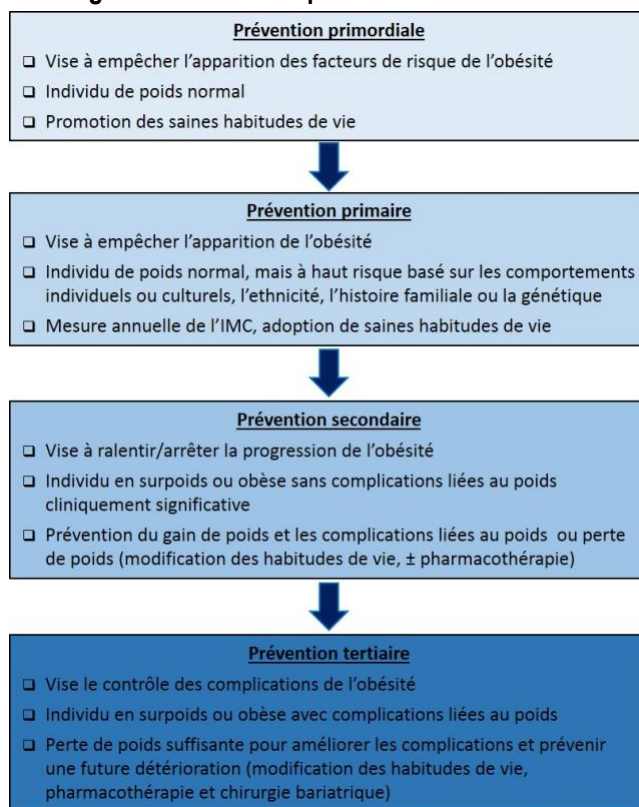 Prévention primordiale
❑ Vise à empêcher l’apparition des facteurs de risque de l’obésité
❑ Individu de poids normal
❑ Promotion des saines habitudes de vie
Prévention primaire
❑ Vise à empêcher l’apparition de l’obésité
❑ Individu de poids normal, mais à haut risque basé sur les comportements
individuels ou culturels, l’ethnicité, l’histoire familiale ou la génétique
❑ Mesure annuelle de l’IMC, adoption de saines habitudes de vie
Prévention secondaire
❑ Vise à ralentir/arrêter la progression de l’obésité
❑ Individu en surpoids ou obèse sans complications liées au poids
cliniquement significative
❑ Prévention du gain de poids et les complications liées au poids ou perte
de poids (modification des habitudes de vie, ± pharmacothérapie)
Prévention tertiaire
❑ Vise le contrôle des complications de l’obésité
❑ Individu en surpoids ou obèse avec complications liées au poids
❑ Perte de poids suffisante pour améliorer les complications et prévenir
une future détérioration (modification des habitudes de vie,
pharmacothérapie et chirurgie bariatrique)